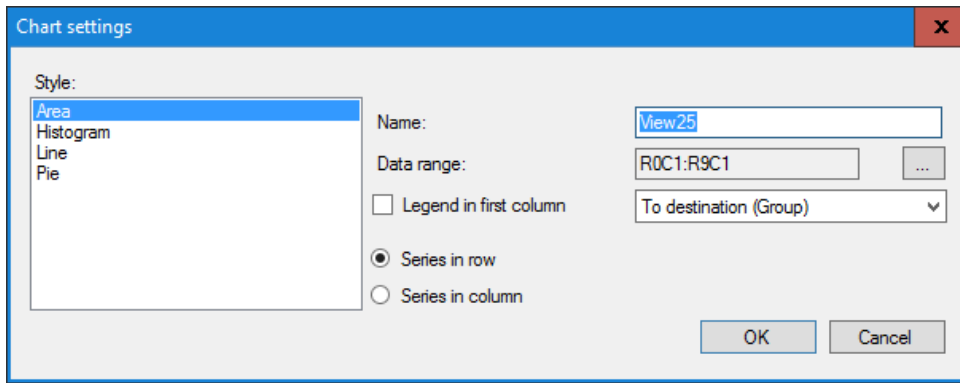 Chart settings
x
Style:
Area
Histogram
Line
Pie
Name:
View25
Data range:
R0C1:R9C1
...
Legend in first column
To destination (Group)
Series in row
Series in column
OK
Cancel